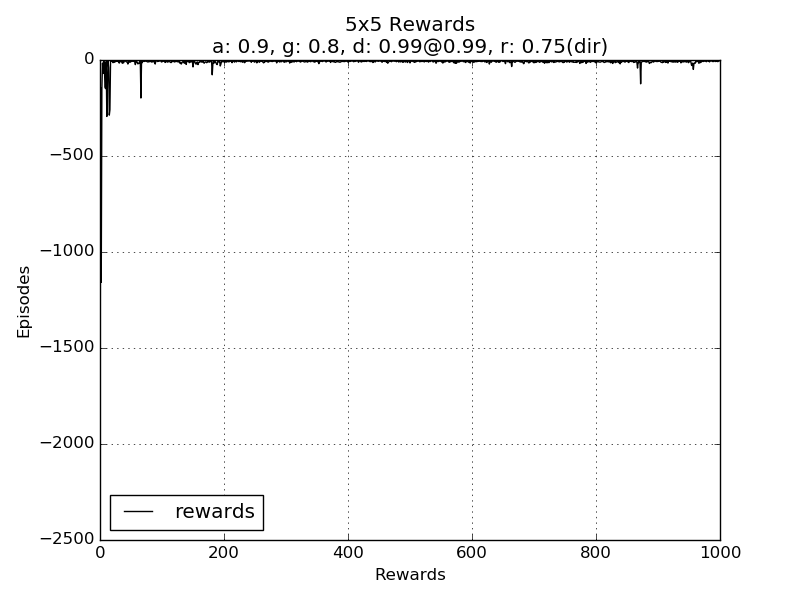 5x5 Rewards
a: 0.9, g: 0.8, d: 0.99@0.99, r: 0.75(dir)
0
−500
−1000
−1500
−2000
−2500
Episodes
rewards
0 200 400 600 800 1000
Rewards